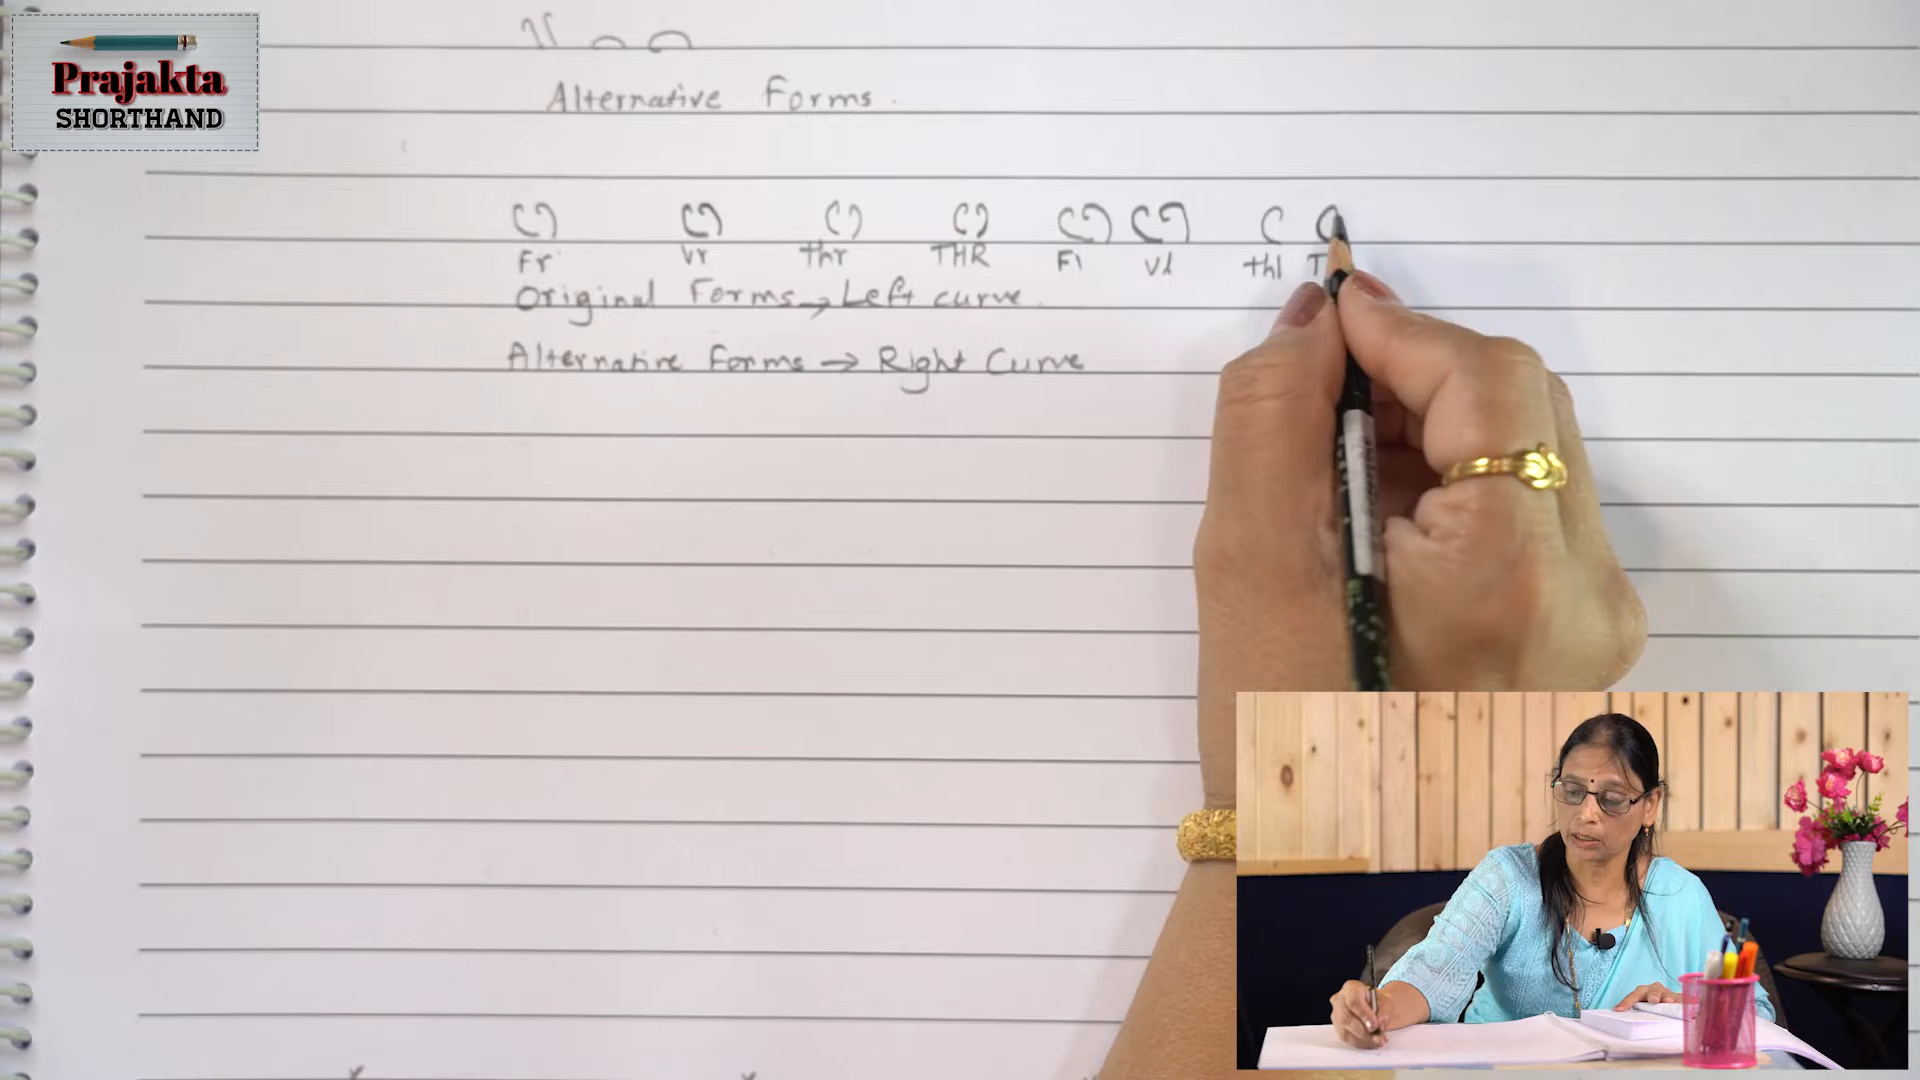 Prajakta
SHORTHAND
Alternative Forms.
Fr Vr thr THR Fl Vl thl
Original Forms → Left curve.
Alternative Forms → Right Curve